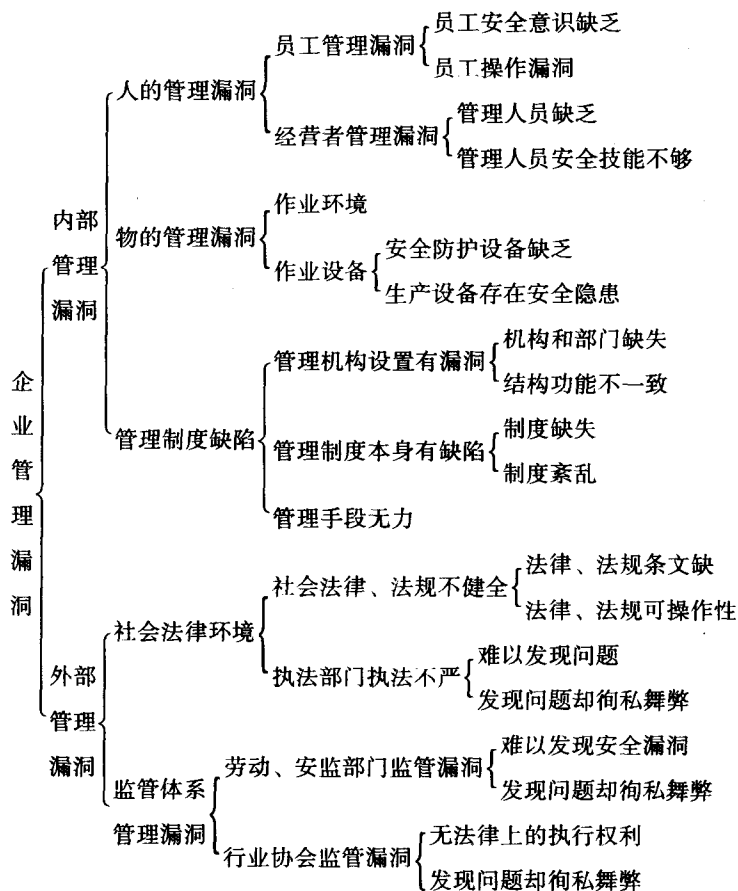 企业管理漏洞
内部管理漏洞
人的管理漏洞
员工管理漏洞
员工安全意识缺乏
员工操作漏洞
经营者管理漏洞
管理人员缺乏
管理人员安全技能不够
物的管理漏洞
作业环境
作业设备
安全防护设备缺乏
生产设备存在安全隐患
管理制度缺陷
管理机构设置有漏洞
机构和部门缺失
结构功能不一致
管理制度本身有缺陷
制度缺失
制度紊乱
管理手段无力
外部管理漏洞
社会法律环境
社会法律、法规不健全
法律、法规条文缺
法律、法规可操作性
执法部门执法不严
难以发现问题
发现问题却徇私舞弊
监管体系管理漏洞
劳动、安监部门监管漏洞
难以发现安全漏洞
发现问题却徇私舞弊
行业协会监管漏洞
无法律上的执行权利
发现问题却徇私舞弊